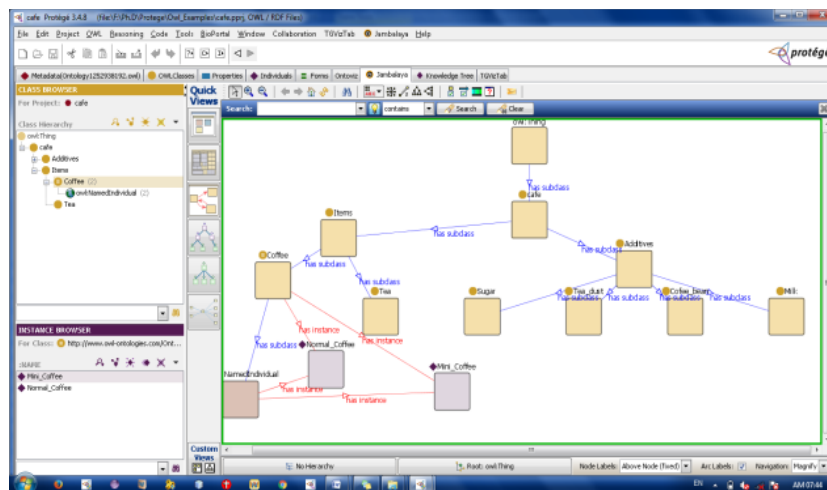 cafe Protégé 3.4.8 (file:\F:\Ph.D\Protege\Owl_Examples\cafe.pprj, OWL / RDF Files)
File Edit Project OWL Reasoning Code Tools BioPortal Window Collaboration TGVizTab Jambalaya Help
protégé
Metadata(Ontology1252938192.owl) OWLClasses Properties Individuals Forms Ontoviz Jambalaya Knowledge Tree TGVizTab
CLASS BROWSER
For Project: cafe
Class Hierarchy
owl:Thing
cafe
Additives
Items
Coffee (2)
owl:NamedIndividual (2)
Tea
INSTANCE BROWSER
For Class: http://www.owl-ontologies.com/Ont...
Mini_Coffee
Normal_Coffee
Quick
Views
Search: contains Search Clear
owl:Thing
has subclass
cafe
Items
has subclass
has subclass
Additives
Coffee
has subclass
has subclass
Tea
Sugar
Tea_dust
has subclass
has subclass
has subclass
has instance
has subclass
Normal_Coffee
has instance
Mini_Coffee
NamedIndividual
has instance
has instance
Custom
Views
No Hierarchy
Root: owl:Thing
Node Labels: Above Node (fixed) Arc Labels: Navigation: Magnify
EN
AM 07:44